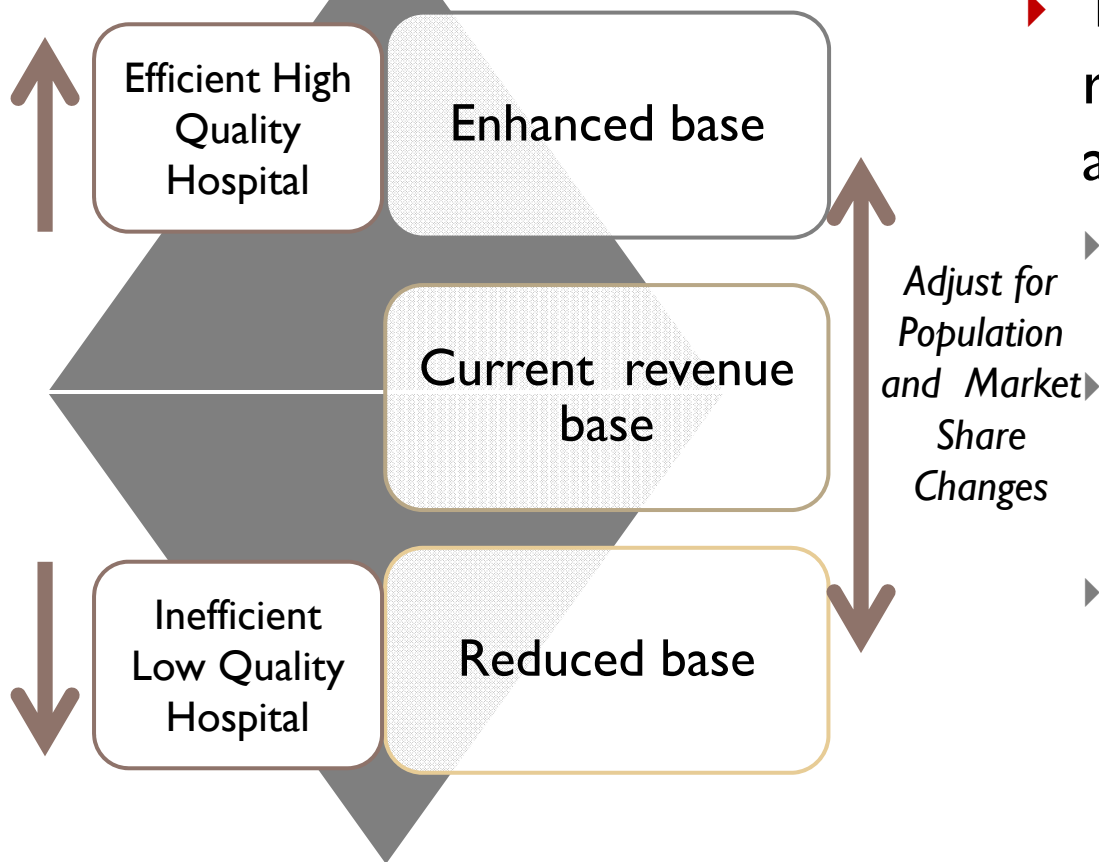 Efficient High
Quality
Hospital
Enhanced base
Current revenue
base
Adjust for
Population
and Market
Share
Changes
Inefficient
Low Quality
Hospital
Reduced base